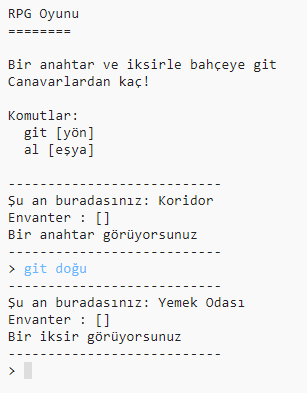 RPG Oyunu
========
Bir anahtar ve iksirle bahçeye git
Canavarlardan kaç!
Komutlar:
  git [yön]
  al [eşya]
---------------------------
Şu an buradasınız: Koridor
Envanter : []
Bir anahtar görüyorsunuz
---------------------------
> git doğu
---------------------------
Şu an buradasınız: Yemek Odası
Envanter : []
Bir iksir görüyorsunuz
---------------------------
>